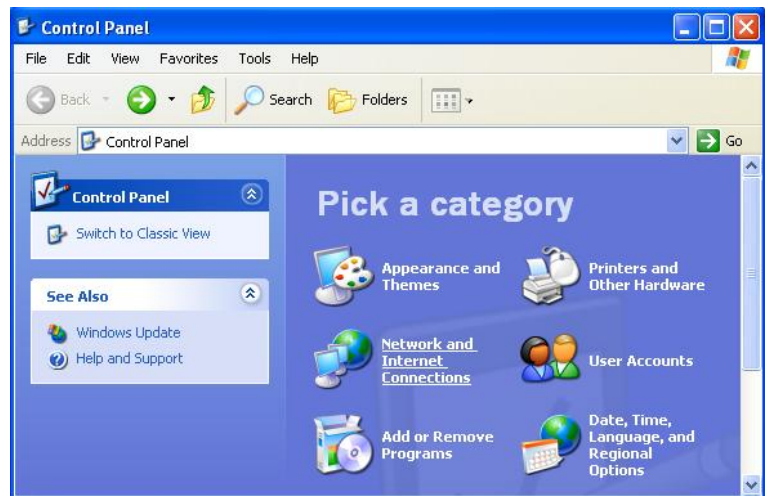 Control Panel
File Edit View Favorites Tools Help
Back Search Folders
Address Control Panel Go
Control Panel
Switch to Classic View
See Also
Windows Update
Help and Support
Pick a category
Appearance and
Themes
Printers and
Other Hardware
Network and
Internet
Connections
User Accounts
Add or Remove
Programs
Date, Time,
Language, and
Regional
Options